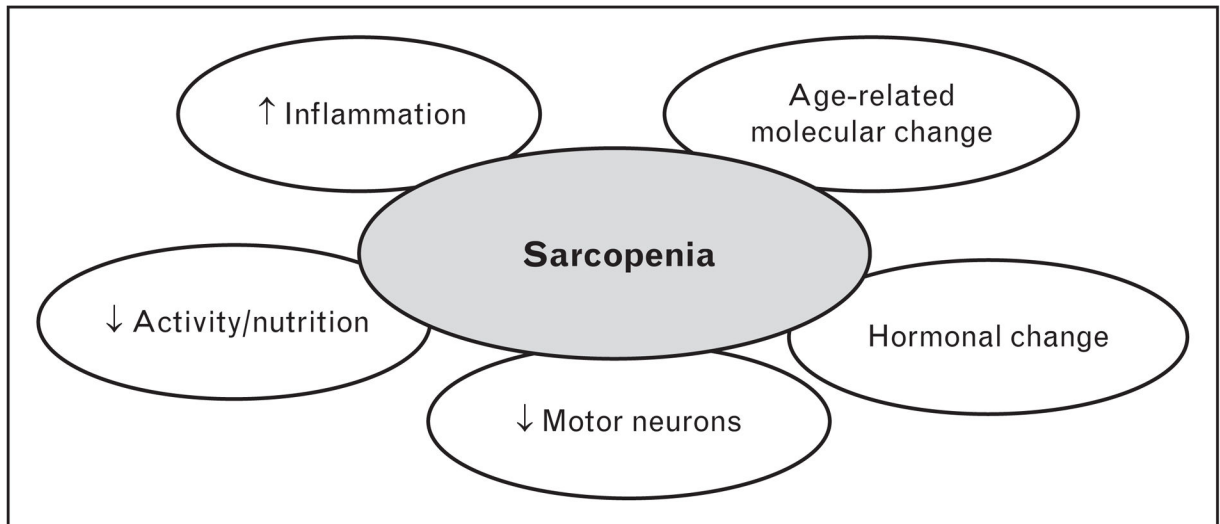 ↑ Inflammation
Age-related
molecular change
Sarcopenia
↓ Activity/nutrition
Hormonal change
↓ Motor neurons